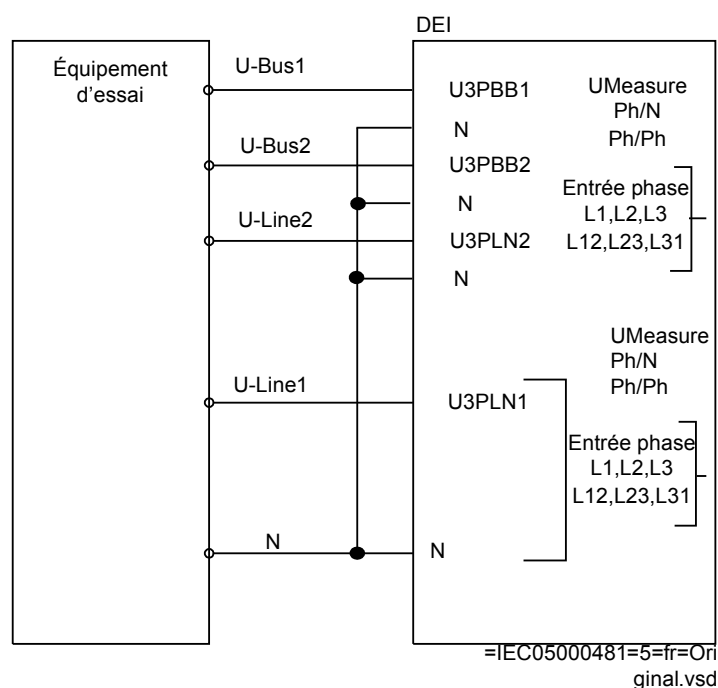 DEI
Équipement
d'essai
U-Bus1
U3PBB1
UMeasure
Ph/N
Ph/Ph
N
U-Bus2
U3PBB2
Entrée phase
L1,L2,L3
L12,L23,L31
N
U-Line2
U3PLN2
N
UMeasure
Ph/N
Ph/Ph
U-Line1
U3PLN1
Entrée phase
L1,L2,L3
L12,L23,L31
N
N
=IEC05000481=5=fr=Ori
ginal.vsd